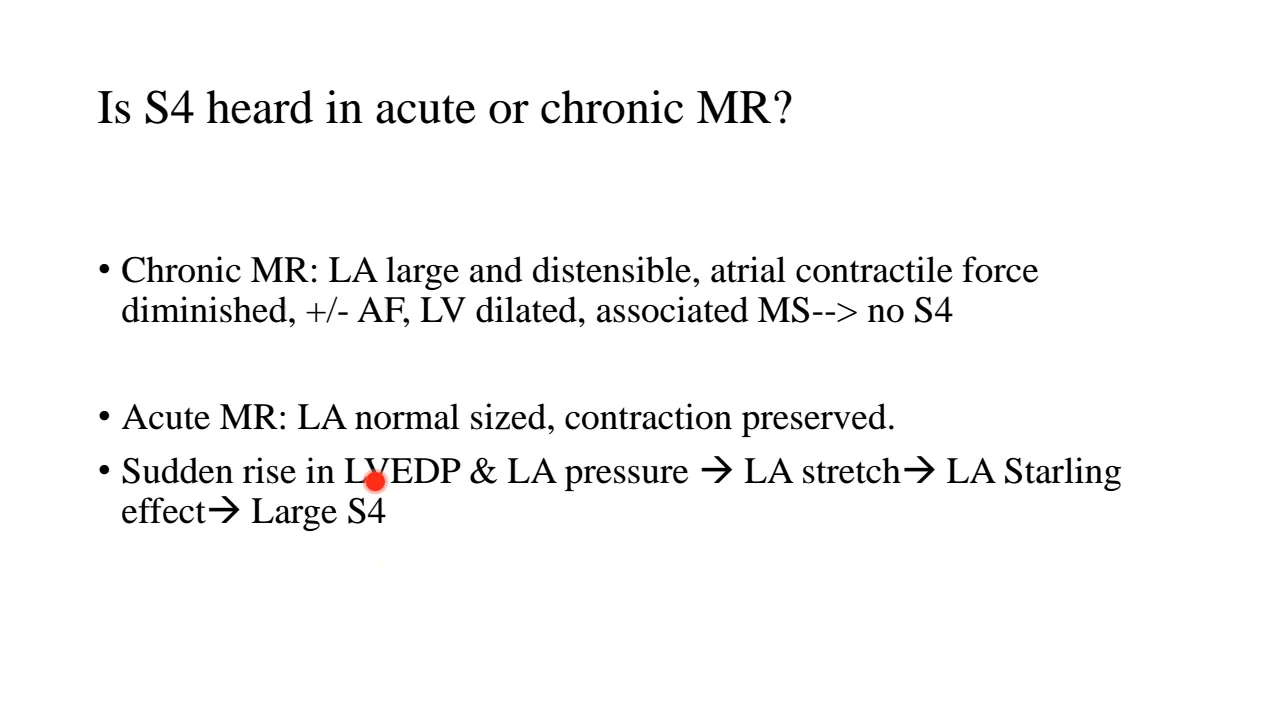 Is S4 heard in acute or chronic MR?
• Chronic MR: LA large and distensible, atrial contractile force
diminished, +/- AF, LV dilated, associated MS--> no S4
• Acute MR: LA normal sized, contraction preserved.
• Sudden rise in LVEDP & LA pressure → LA stretch→ LA Starling
effect→ Large S4